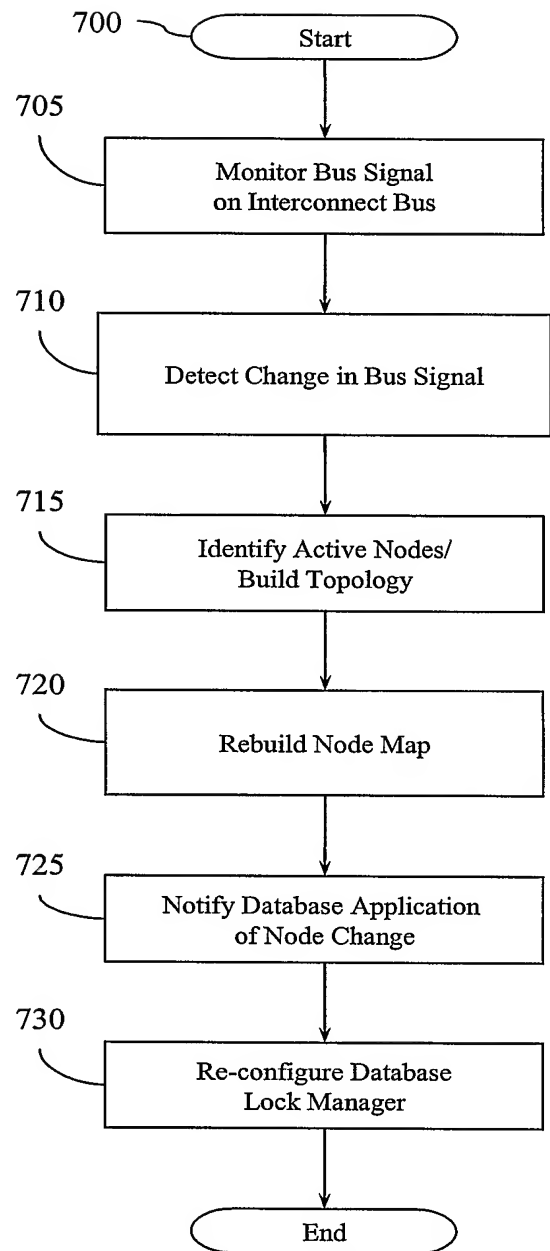 700
Start
705
Monitor Bus Signal
on Interconnect Bus
710
Detect Change in Bus Signal
715
Identify Active Nodes/
Build Topology
720
Rebuild Node Map
725
Notify Database Application
of Node Change
730
Re-configure Database
Lock Manager
End